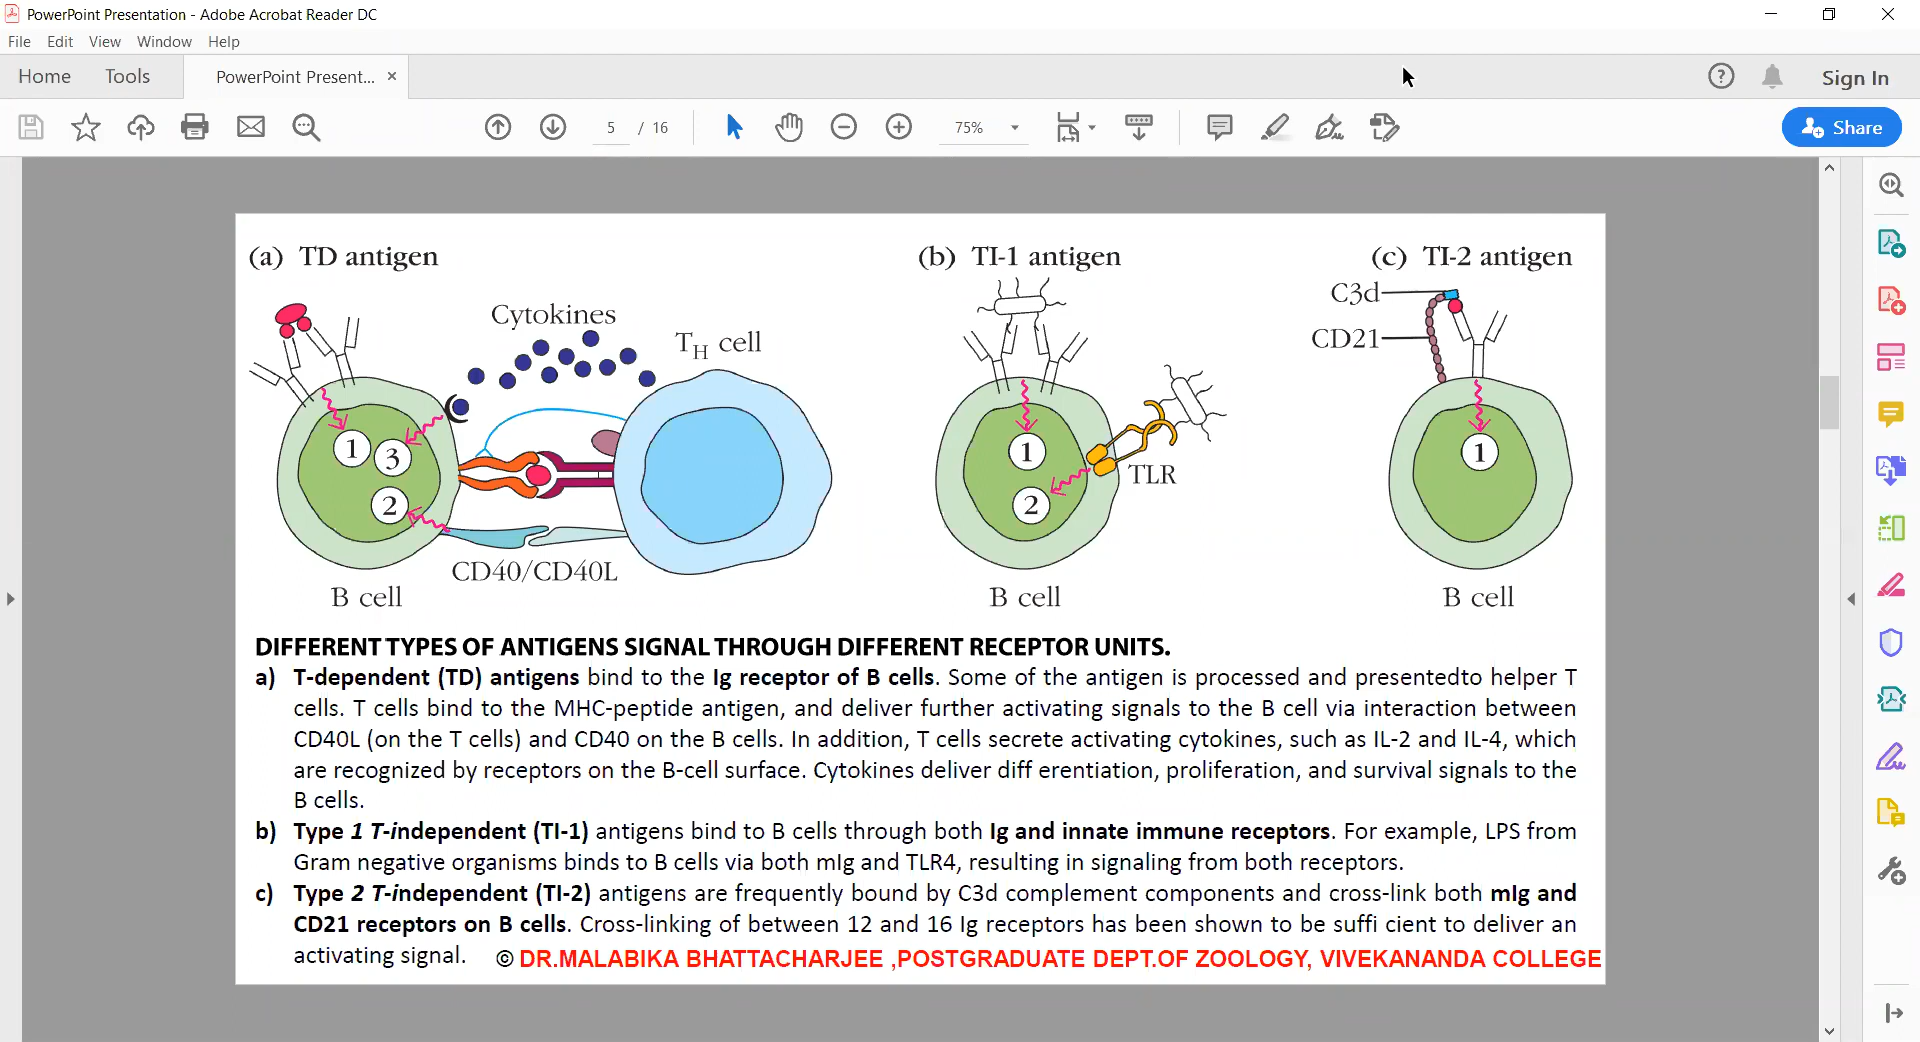 PowerPoint Presentation - Adobe Acrobat Reader DC
File Edit View Window Help
Home Tools PowerPoint Present... × Sign In
5 / 16 75% Share
(a) TD antigen (b) TI-1 antigen (c) TI-2 antigen
C3d
Cytokines
CD21
TH cell
1 3 2
1 2
1
TLR
CD40/CD40L
B cell B cell B cell
DIFFERENT TYPES OF ANTIGENS SIGNAL THROUGH DIFFERENT RECEPTOR UNITS.
a) T-dependent (TD) antigens bind to the Ig receptor of B cells. Some of the antigen is processed and presentedto helper T
cells. T cells bind to the MHC-peptide antigen, and deliver further activating signals to the B cell via interaction between
CD40L (on the T cells) and CD40 on the B cells. In addition, T cells secrete activating cytokines, such as IL-2 and IL-4, which
are recognized by receptors on the B-cell surface. Cytokines deliver diff erentiation, proliferation, and survival signals to the
B cells.
b) Type 1 T-independent (TI-1) antigens bind to B cells through both Ig and innate immune receptors. For example, LPS from
Gram negative organisms binds to B cells via both mIg and TLR4, resulting in signaling from both receptors.
c) Type 2 T-independent (TI-2) antigens are frequently bound by C3d complement components and cross-link both mIg and
CD21 receptors on B cells. Cross-linking of between 12 and 16 Ig receptors has been shown to be suffi cient to deliver an
activating signal. © DR.MALABIKA BHATTACHARJEE ,POSTGRADUATE DEPT.OF ZOOLOGY, VIVEKANANDA COLLEGE